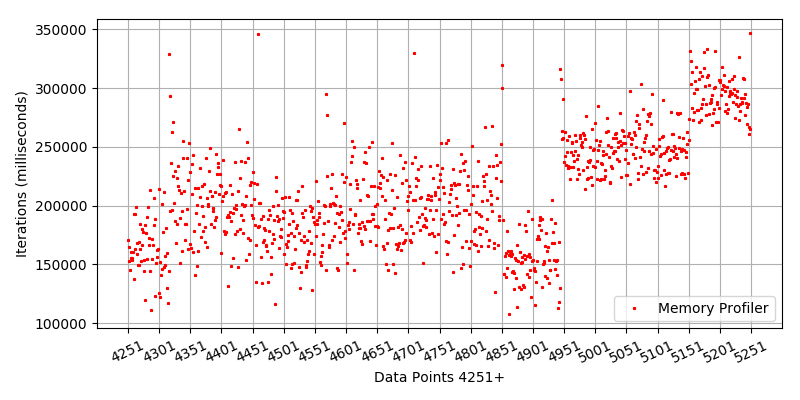 350000
300000
250000
200000
150000
100000
Iterations (milliseconds)
Memory Profiler
4251 4301 4351 4401 4451 4501 4551 4601 4651 4701 4751 4801 4851 4901 4951 5001 5051 5101 5151 5201 5251
Data Points 4251+